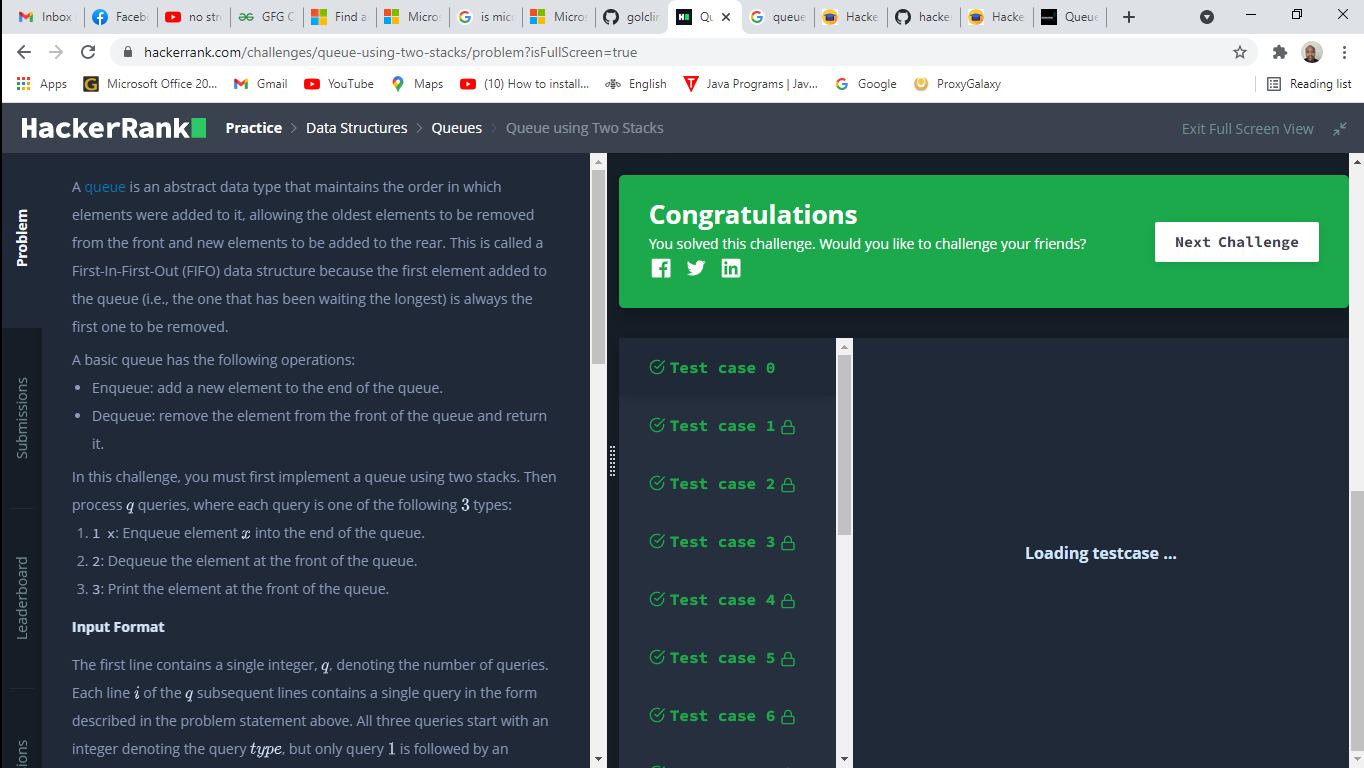 Inbox
Faceb
no str
GFG C
Find a
Micros
is micr
Micros
golclin
Qu
queue
Hacke
hacke
Hacke
Queue
hackerrank.com/challenges/queue-using-two-stacks/problem?isFullScreen=true
Apps
Microsoft Office 20...
Gmail
YouTube
Maps
(10) How to install...
English
Java Programs | Jav...
Google
ProxyGalaxy
Reading list
HackerRank
Practice
Data Structures
Queues
Queue using Two Stacks
Exit Full Screen View
Problem
Submissions
Leaderboard
A queue is an abstract data type that maintains the order in which
elements were added to it, allowing the oldest elements to be removed
from the front and new elements to be added to the rear. This is called a
First-In-First-Out (FIFO) data structure because the first element added to
the queue (i.e., the one that has been waiting the longest) is always the
first one to be removed.
A basic queue has the following operations:
• Enqueue: add a new element to the end of the queue.
• Dequeue: remove the element from the front of the queue and return
it.
In this challenge, you must first implement a queue using two stacks. Then
process q queries, where each query is one of the following 3 types:
1. 1 x: Enqueue element x into the end of the queue.
2. 2: Dequeue the element at the front of the queue.
3. 3: Print the element at the front of the queue.
Input Format
The first line contains a single integer, q, denoting the number of queries.
Each line i of the q subsequent lines contains a single query in the form
described in the problem statement above. All three queries start with an
integer denoting the query type, but only query 1 is followed by an
Congratulations
You solved this challenge. Would you like to challenge your friends?
Next Challenge
Test case 0
Test case 1
Test case 2
Test case 3
Test case 4
Test case 5
Test case 6
Loading testcase ...